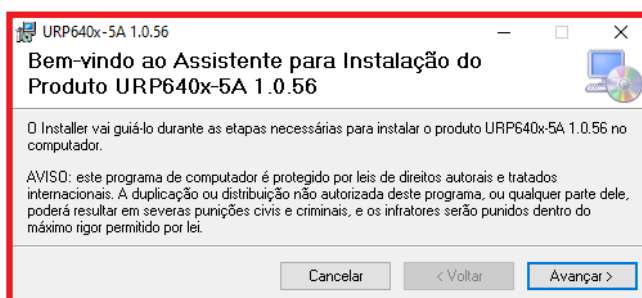 URP640x-5A 1.0.56
Bem-vindo ao Assistente para Instalação do
Produto URP640x-5A 1.0.56
O Installer vai guiá-lo durante as etapas necessárias para instalar o produto URP640x-5A 1.0.56 no
computador.
AVISO: este programa de computador é protegido por leis de direitos autorais e tratados
internacionais. A duplicação ou distribuição não autorizada deste programa, ou qualquer parte dele,
poderá resultar em severas punições civis e criminais, e os infratores serão punidos dentro do
máximo rigor permitido por lei.
Cancelar
< Voltar
Avançar >